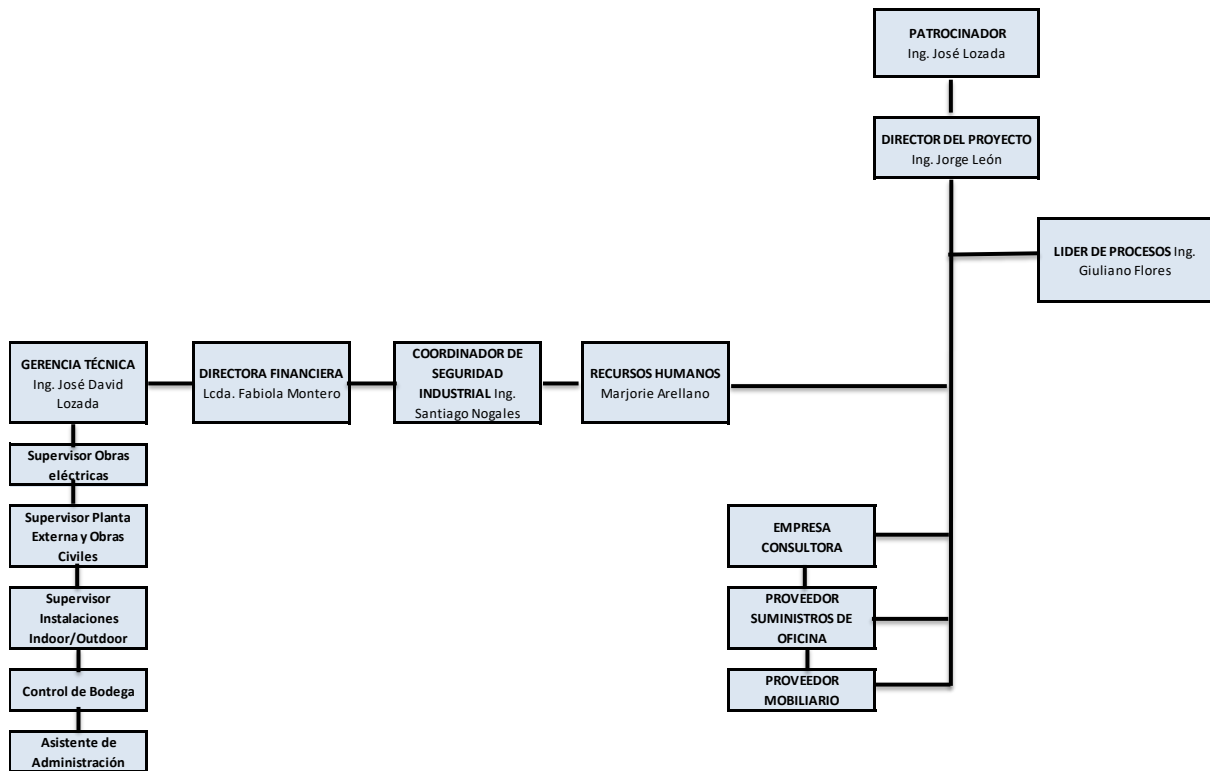 PATROCINADOR
Ing. José Lozada
DIRECTOR DEL PROYECTO
Ing. Jorge León
LIDER DE PROCESOS Ing.
Giuliano Flores
GERENCIA TÉCNICA
Ing. José David
Lozada
DIRECTORA FINANCIERA
Lcda. Fabiola Montero
COORDINADOR DE
SEGURIDAD
INDUSTRIAL Ing.
Santiago Nogales
RECURSOS HUMANOS
Marjorie Arellano
Supervisor Obras
eléctricas
Supervisor Planta
Externa y Obras
Civiles
Supervisor
Instalaciones
Indoor/Outdoor
Control de Bodega
Asistente de
Administración
EMPRESA
CONSULTORA
PROVEEDOR
SUMINISTROS DE
OFICINA
PROVEEDOR
MOBILIARIO